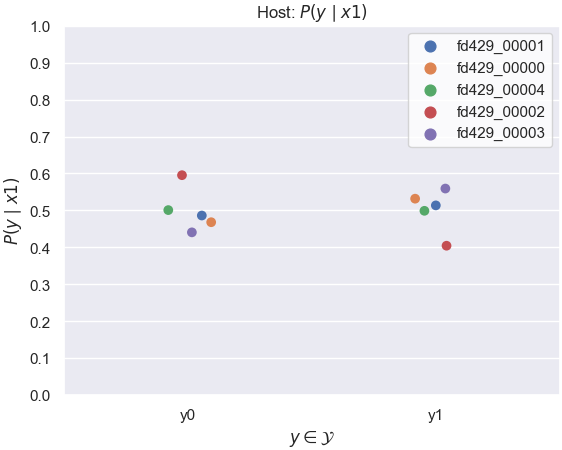 Host: P(y | x1)
P(y | x1)
1.0
0.9
0.8
0.7
0.6
0.5
0.4
0.3
0.2
0.1
0.0
fd429_00001
fd429_00000
fd429_00004
fd429_00002
fd429_00003
y0
y1
y ∈ 𝒴